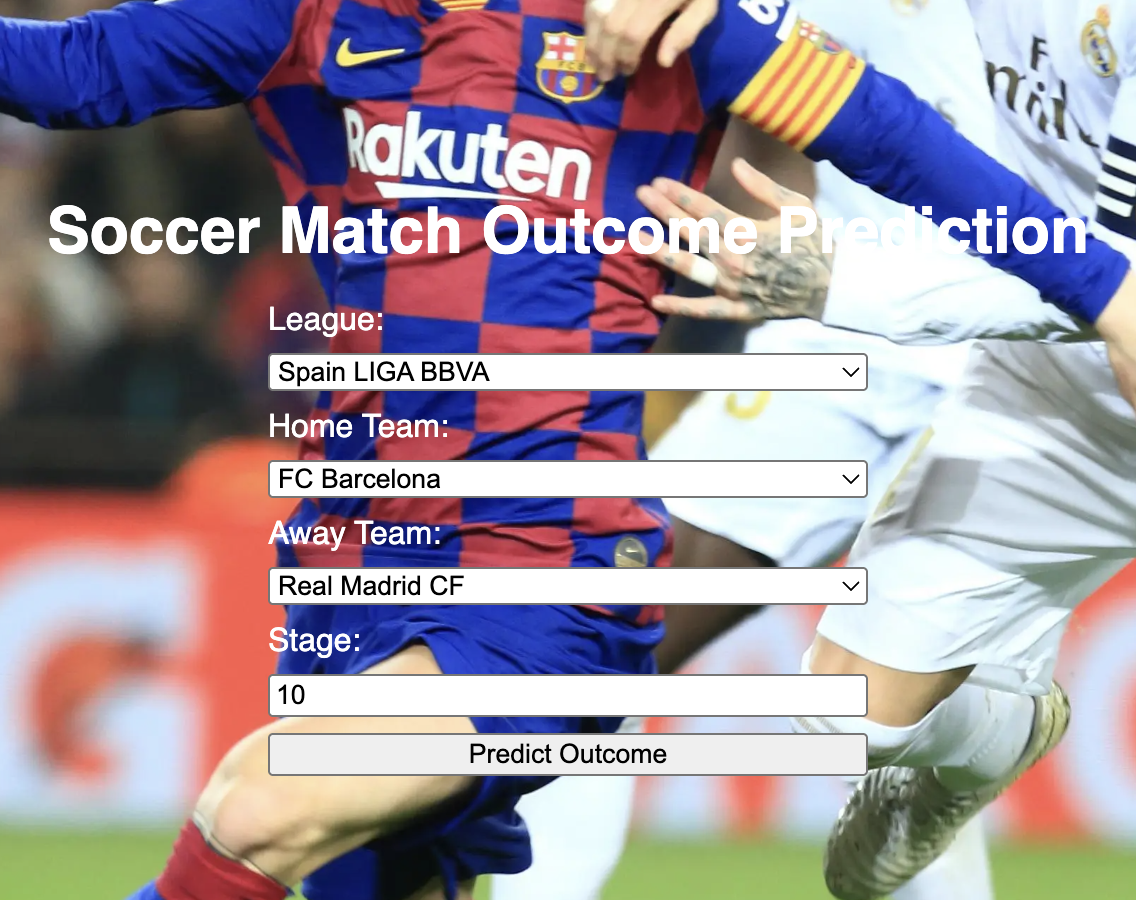 FCB
Rakuten
Soccer Match Outcome Prediction
League:
Spain LIGA BBVA
Home Team:
FC Barcelona
Away Team:
Real Madrid CF
Stage:
10
Predict Outcome